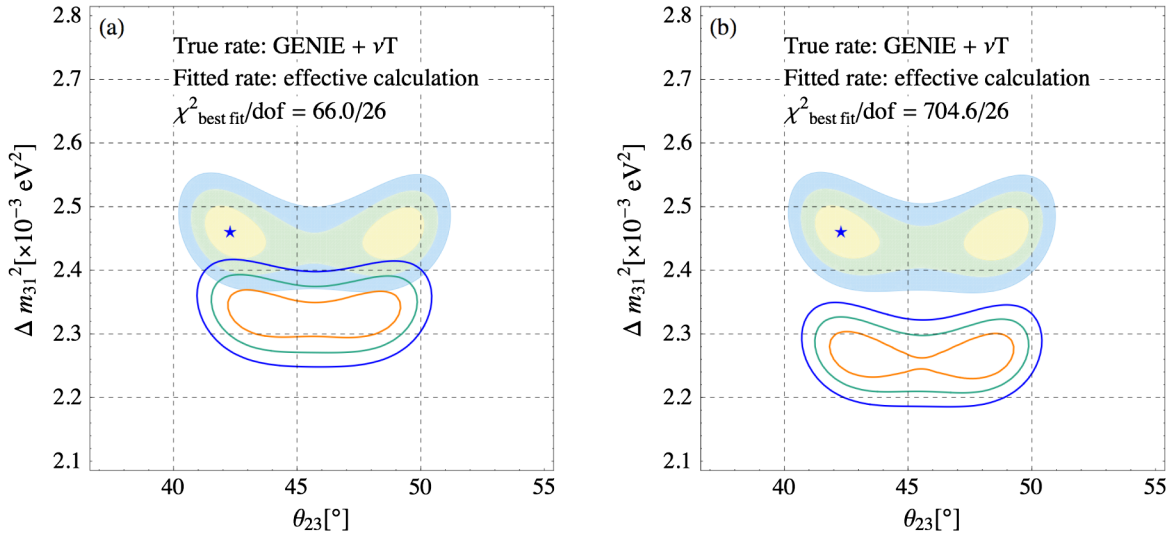 (a)
True rate: GENIE + νT
Fitted rate: effective calculation
χ²best fit/dof = 66.0/26
2.8
2.7
2.6
2.5
2.4
2.3
2.2
2.1
Δ m₃₁²[×10⁻³ eV²]
40 45 50 55
θ₂₃[°]
(b)
True rate: GENIE + νT
Fitted rate: effective calculation
χ²best fit/dof = 704.6/26
2.8
2.7
2.6
2.5
2.4
2.3
2.2
2.1
Δ m₃₁²[×10⁻³ eV²]
40 45 50 55
θ₂₃[°]